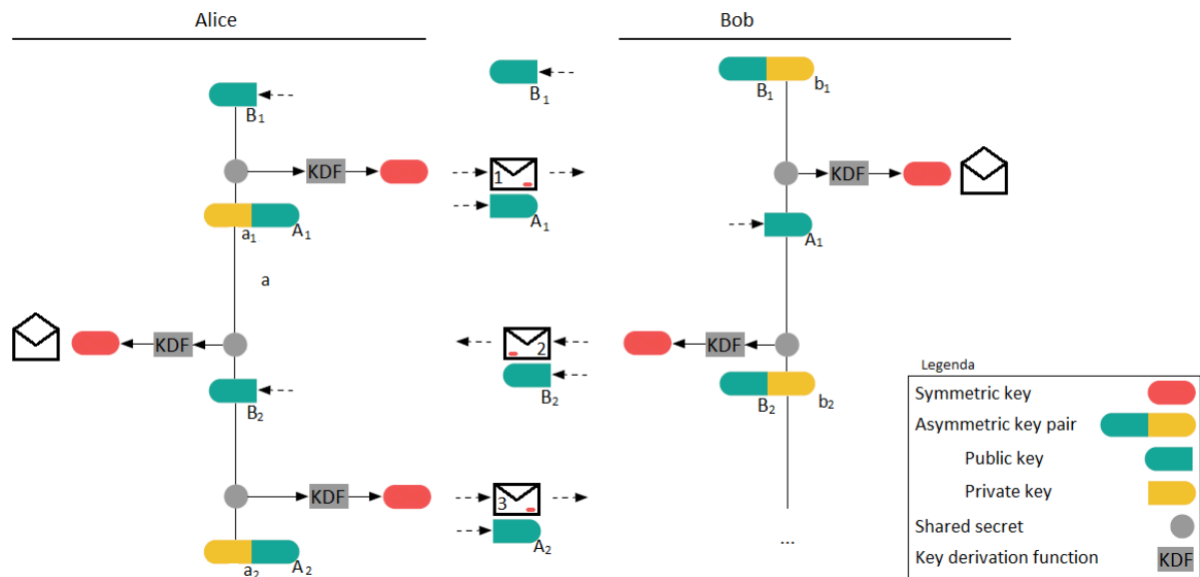 Alice
Bob
B₁
B₁
B₁
b₁
KDF
1
KDF
a₁
A₁
A₁
A₁
a
KDF
2
KDF
B₂
B₂
B₂
b₂
KDF
3
a₂
A₂
A₂
...
Legenda
Symmetric key
Asymmetric key pair
Public key
Private key
Shared secret
Key derivation function
KDF